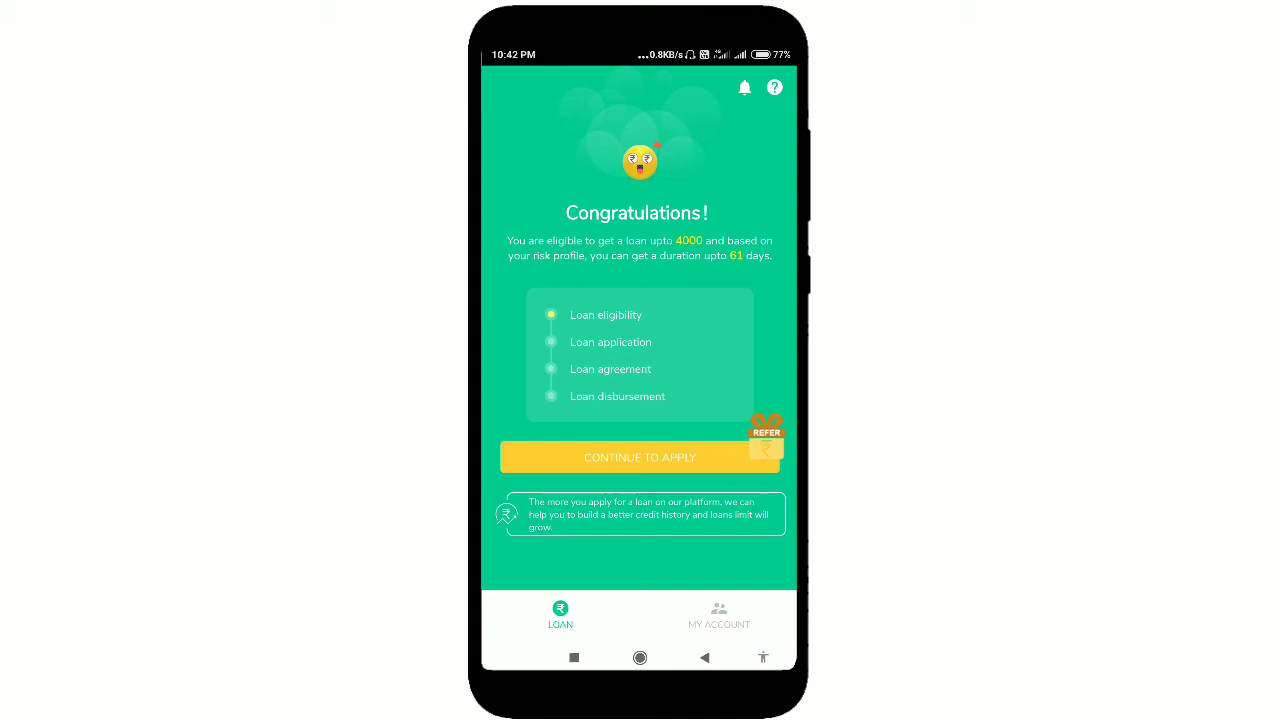 10:42 PM
...0.8KB/s 4G 77%
Congratulations!
You are eligible to get a loan upto 4000 and based on
your risk profile, you can get a duration upto 61 days.
Loan eligibility
Loan application
Loan agreement
Loan disbursement
REFER
₹
CONTINUE TO APPLY
The more you apply for a loan on our platform, we can
help you to build a better credit history and loans limit will
grow.
LOAN
MY ACCOUNT